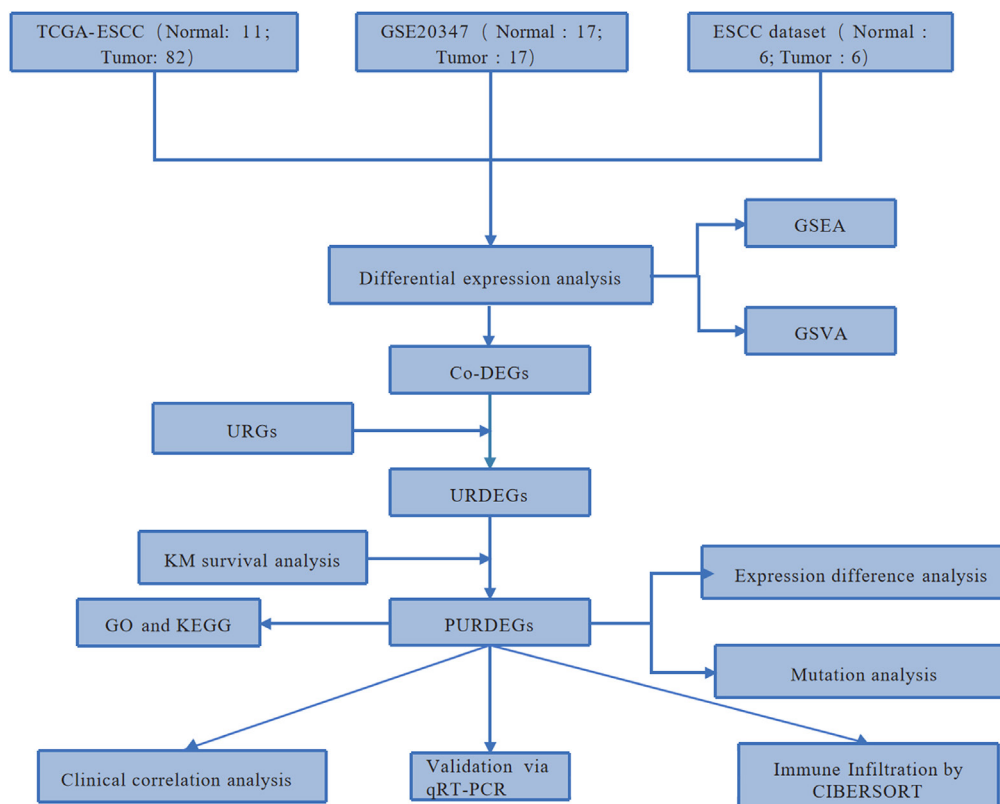 TCGA-ESCC (Normal: 11;
Tumor: 82)
GSE20347 ( Normal : 17;
Tumor : 17)
ESCC dataset ( Normal :
6; Tumor : 6)
GSEA
Differential expression analysis
GSVA
Co-DEGs
URGs
URDEGs
KM survival analysis
Expression difference analysis
GO and KEGG
PURDEGs
Mutation analysis
Clinical correlation analysis
Validation via
qRT-PCR
Immune Infiltration by
CIBERSORT